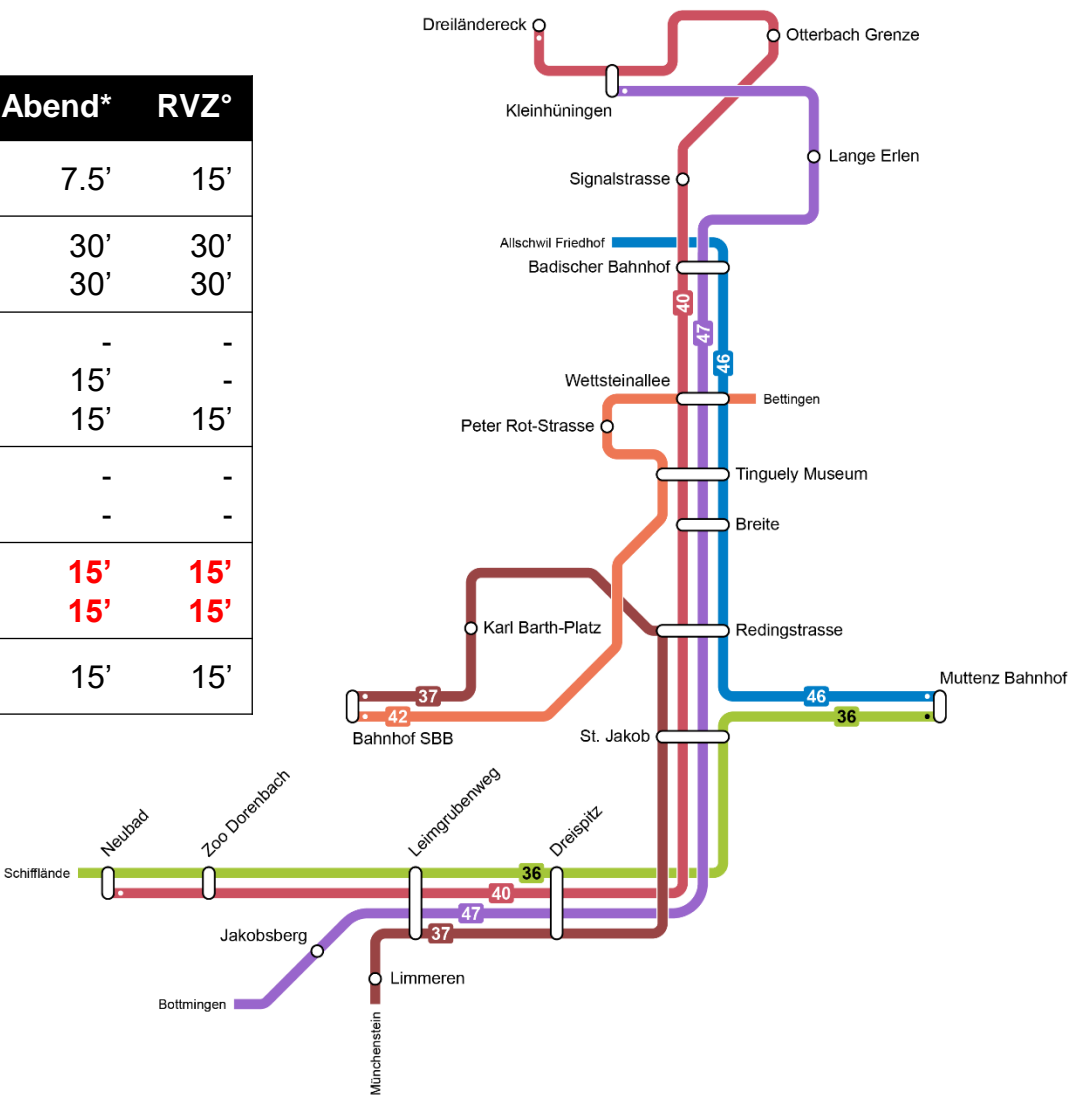 Abend* RVZ°
7.5’ 15’
30’ 30’
30’ 30’
- -
15’ -
15’ 15’
- -
- -
15’ 15’
15’ 15’
15’ 15’
Dreiländereck
Otterbach Grenze
Kleinhüningen
Lange Erlen
Signalstrasse
Allschwil Friedhof
Badischer Bahnhof
40
47
46
Wettsteinallee
Bettingen
Peter Rot-Strasse
Tinguely Museum
Breite
Karl Barth-Platz
Redingstrasse
Muttenz Bahnhof
37
46
42
36
Bahnhof SBB
St. Jakob
Neubad
Zoo Dorenbach
Leimgrubenweg
Dreispitz
Schifflände
36
40
47
Jakobsberg
37
Limmeren
Bottmingen
Münchenstein